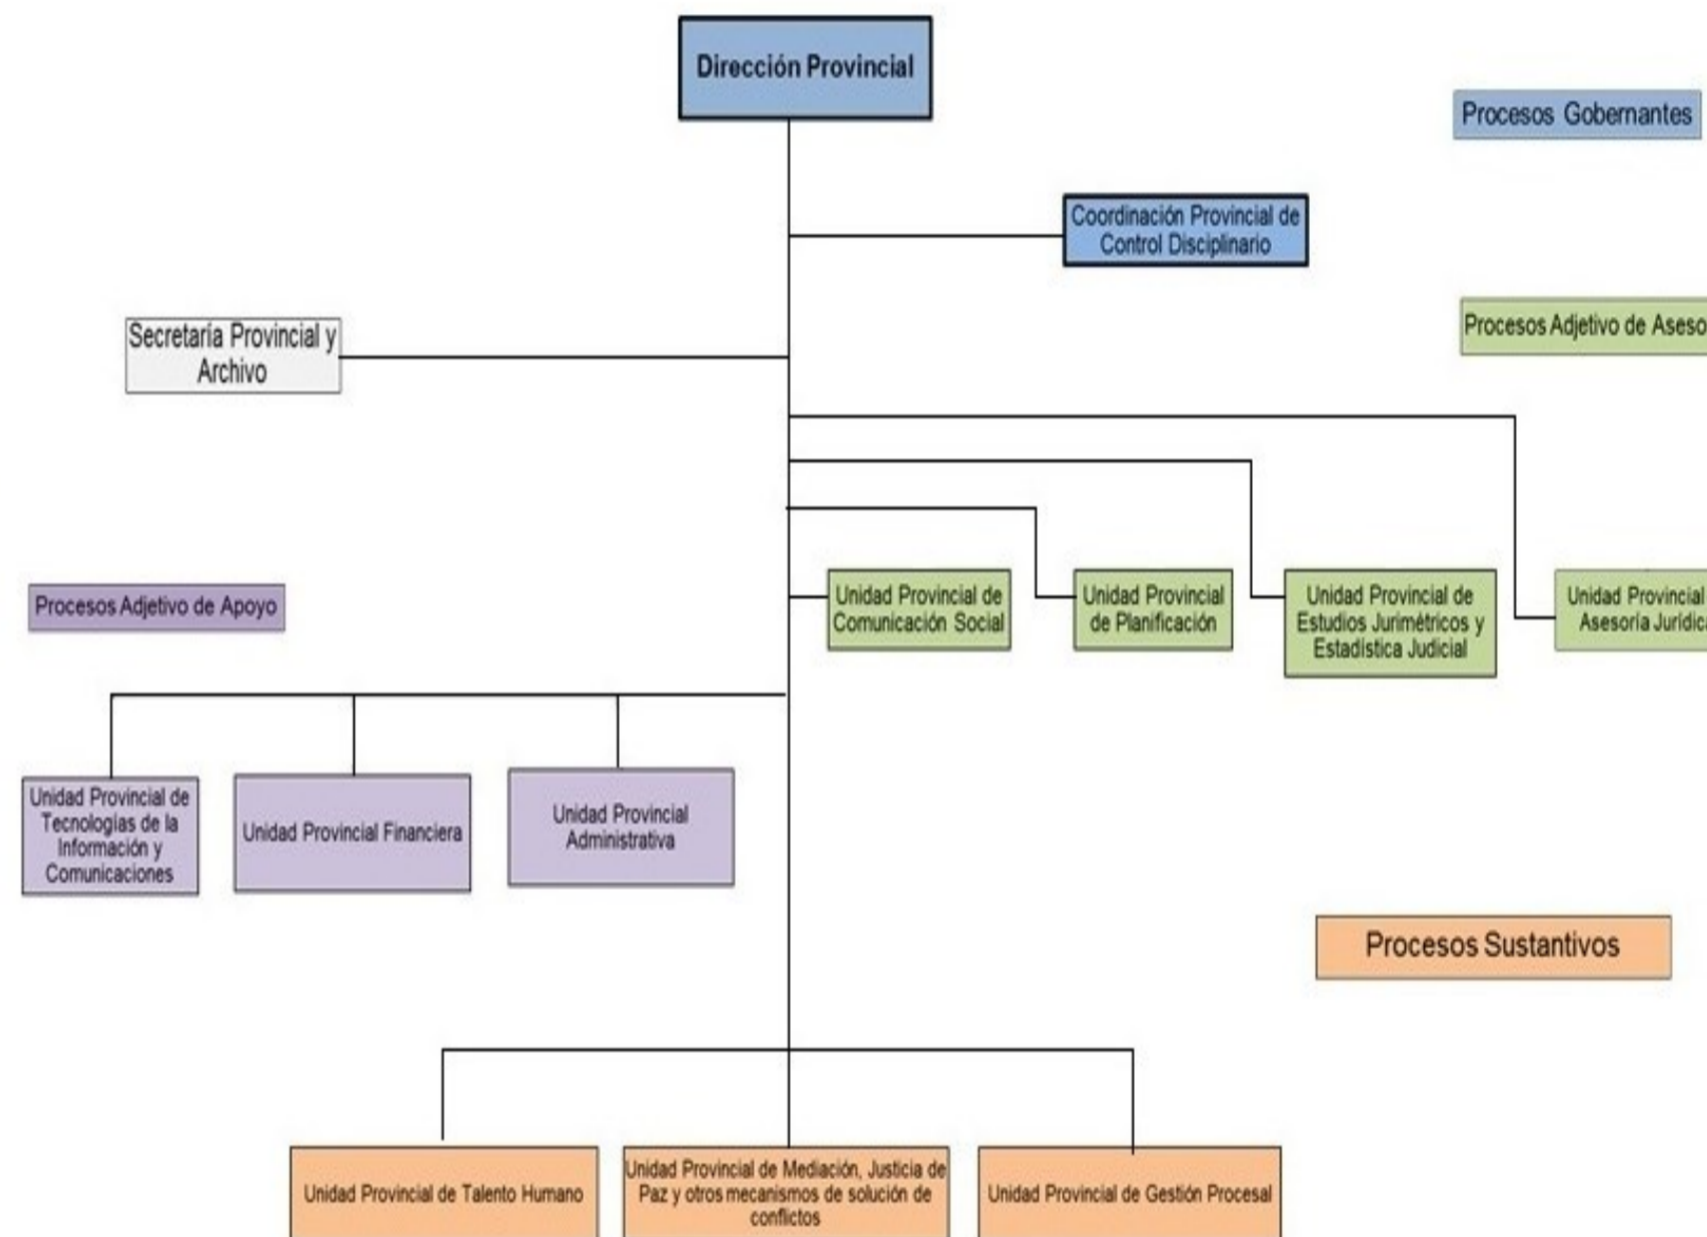 Dirección Provincial
Procesos Gobernantes
Coordinación Provincial de
Control Disciplinario
Secretaría Provincial y
Archivo
Procesos Adjetivo de
Procesos Adjetivo de Apoyo
Unidad Provincial de
Comunicación Social
Unidad Provincial
de Planificación
Unidad Provincial de
Estudios Jurimétricos y
Estadística Judicial
Unidad Provincial
Asesoría
Unidad Provincial de
Tecnologías de la
Información y
Comunicaciones
Unidad Provincial Financiera
Unidad Provincial
Administrativa
Procesos Sustantivos
Unidad Provincial de Talento Humano
Unidad Provincial de Mediación, Justicia de
Paz y otros mecanismos de solución de
conflictos
Unidad Provincial de Gestión Procesal